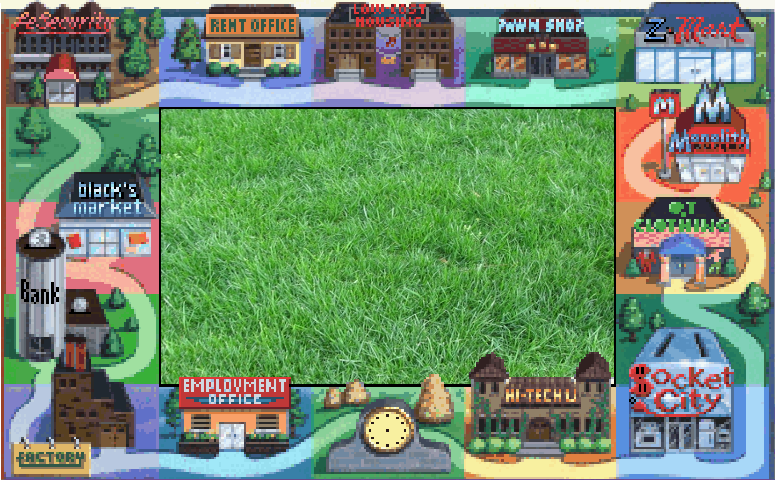 LeSecurity
RENT OFFICE
LOW-COST
HOUSING
PAWN SHOP
Z-Mart
M
M
Monolith
black's
market
QT
CLOTHING
Bank
Socket
City
EMPLOYMENT
OFFICE
HI-TECH U
FACTORY